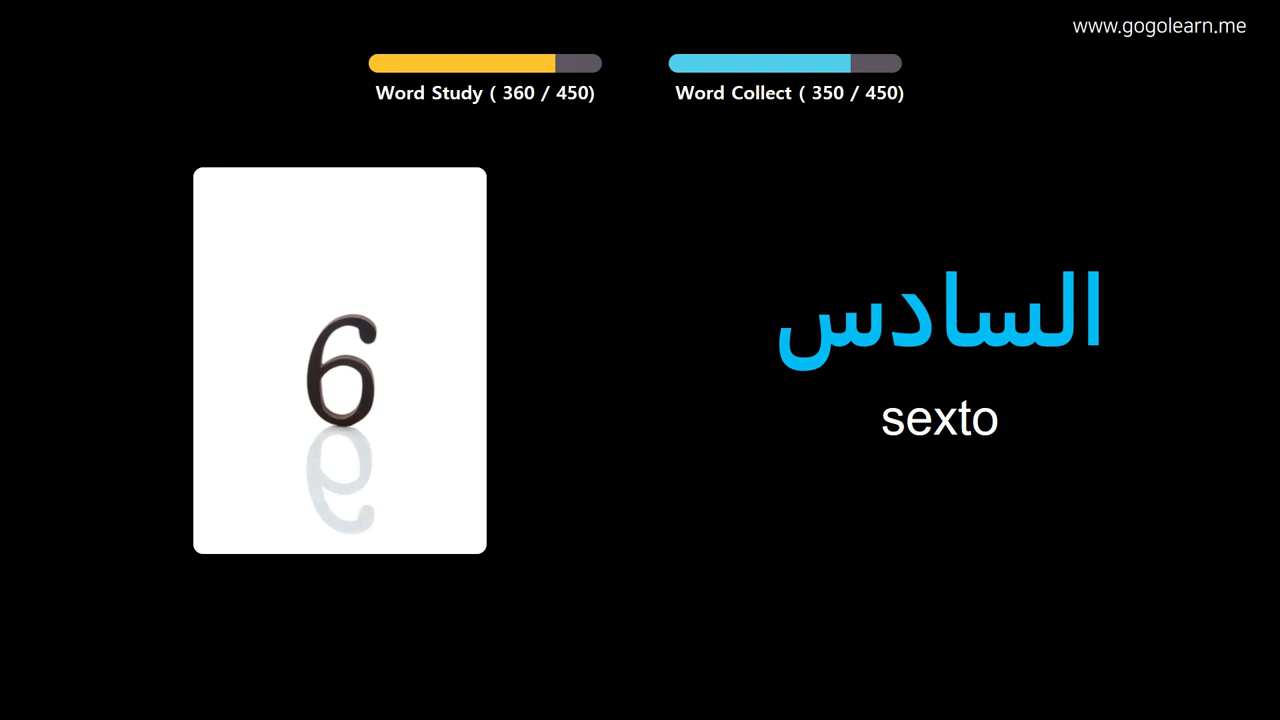 www.gogolearn.me
Word Study ( 360 / 450)
Word Collect ( 350 / 450)
6
السادس
sexto